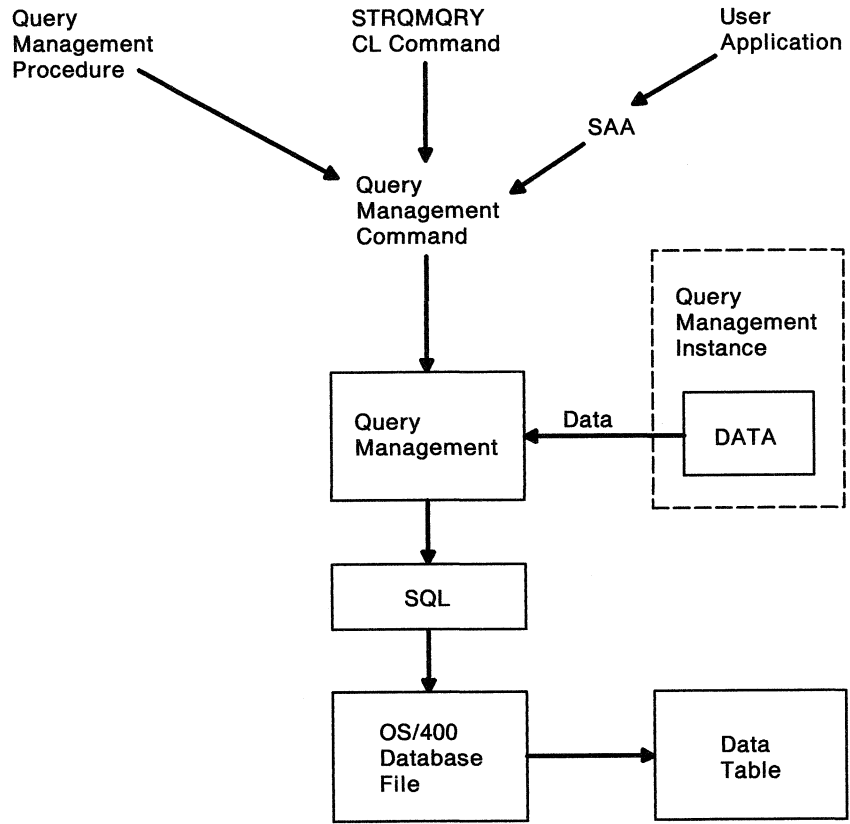 Query
Management
Procedure
STRQMQRY
CL Command
User
Application
SAA
Query
Management
Command
Query
Management
Instance
Query
Management
Data
DATA
SQL
OS/400
Database
File
Data
Table